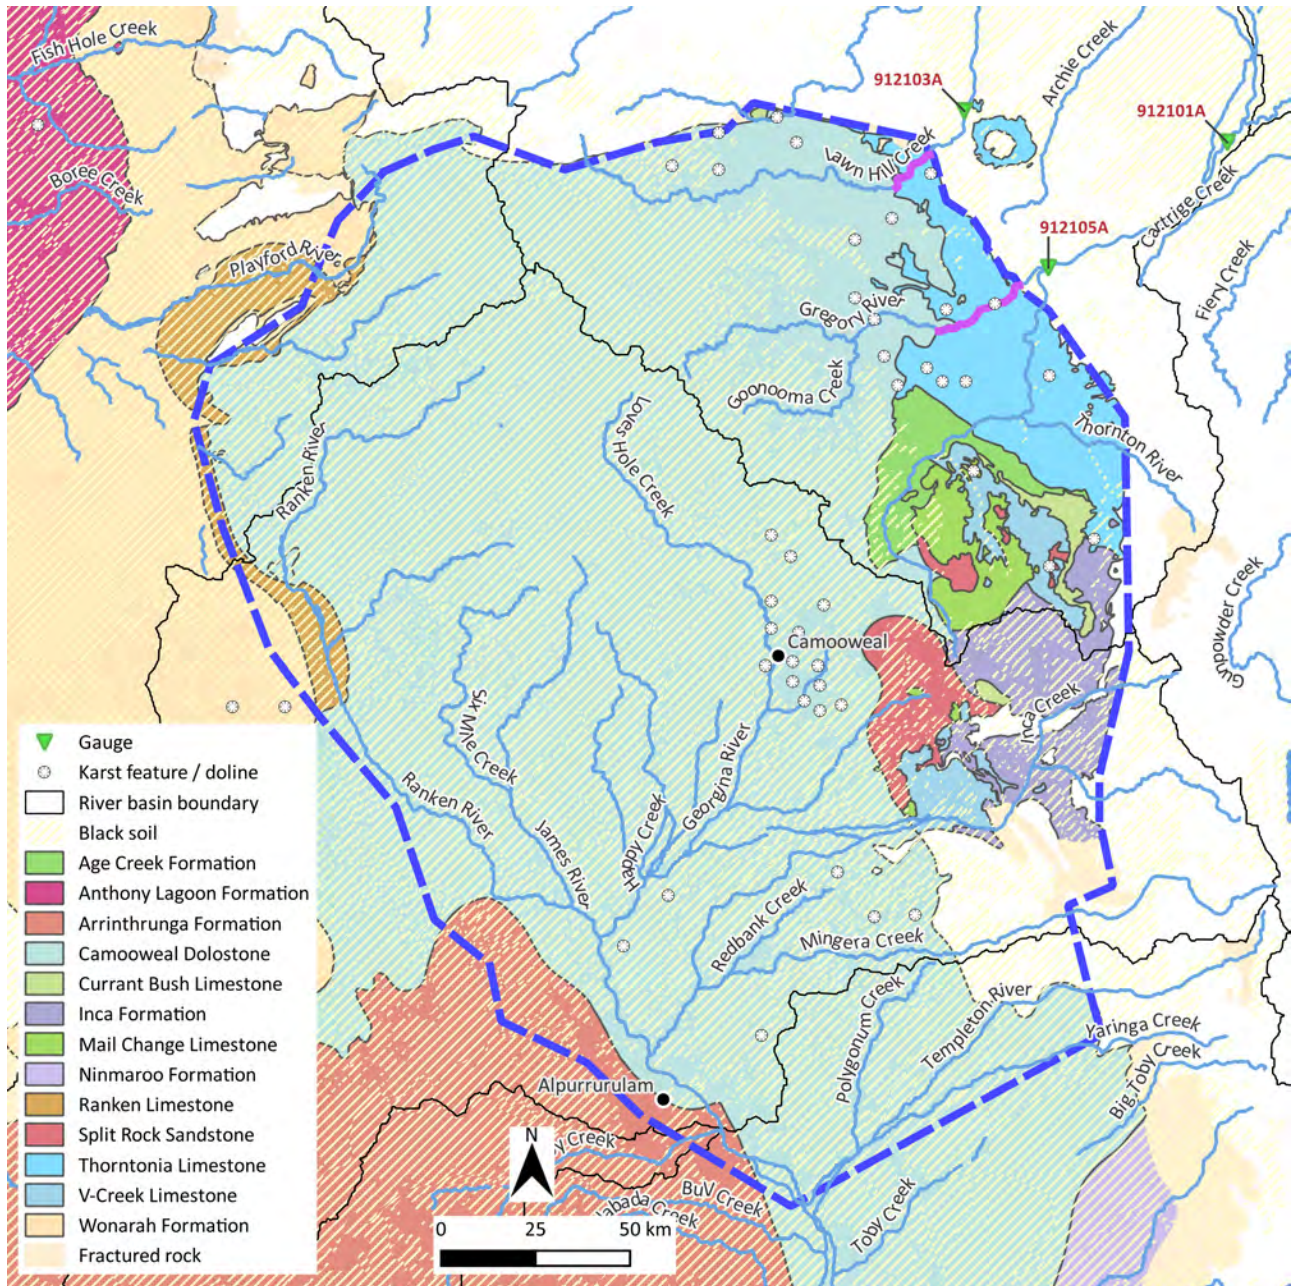 Fish Hole Creek
912103A
Archie Creek
912101A
Boree Creek
Lawn Hill Creek
Cartrige Creek
912105A
Playford River
Fiery Creek
Gregory River
Goonooma Creek
Loves Hole Creek
Ranken River
Thornton River
Gunpowder Creek
Camooweal
Inca Creek
Six Mile Creek
Georgina River
Ranken River
Happy Creek
James River
Redbank Creek
Mingera Creek
Polygonum Creek
Templeton River
Yaringa Creek
Big Toby Creek
Alpurrurulam
y Creek
BuV Creek
labada Creek
Toby Creek
Gauge
Karst feature / doline
River basin boundary
Black soil
Age Creek Formation
Anthony Lagoon Formation
Arrinthrunga Formation
Camooweal Dolostone
Currant Bush Limestone
Inca Formation
Mail Change Limestone
Ninmaroo Formation
Ranken Limestone
Split Rock Sandstone
Thorntonia Limestone
V-Creek Limestone
Wonarah Formation
Fractured rock
N
0 25 50 km